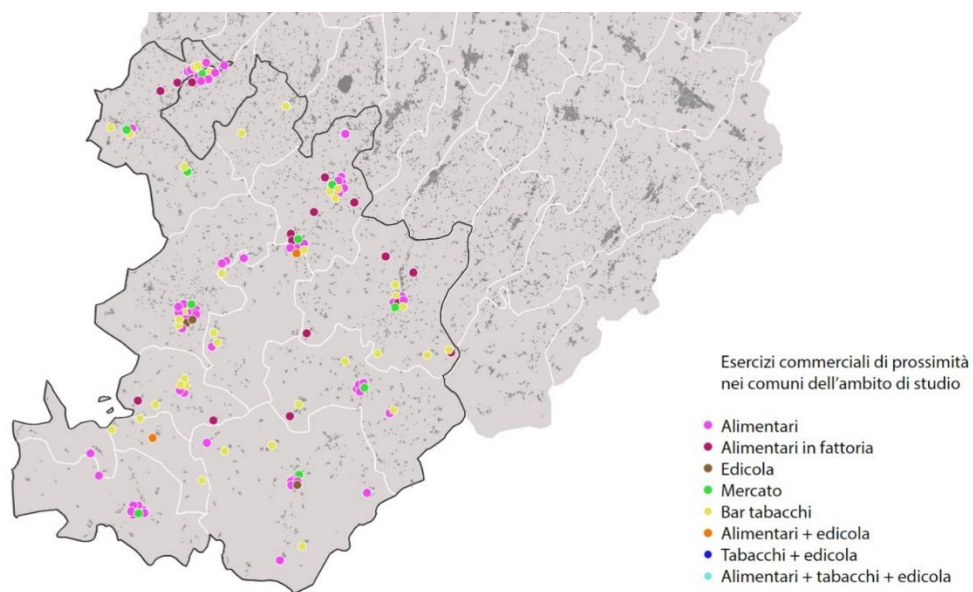 Esercizi commerciali di prossimità
nei comuni dell'ambito di studio
Alimentari
Alimentari in fattoria
Edicola
Mercato
Bar tabacchi
Alimentari + edicola
Tabacchi + edicola
Alimentari + tabacchi + edicola